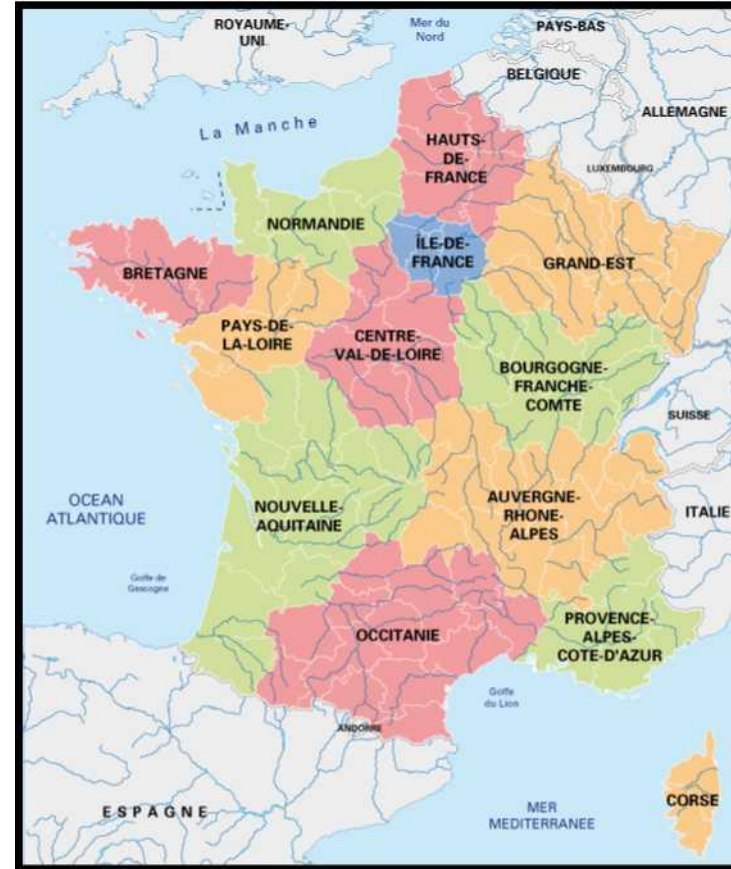 ROYAUME-
UNI
Mer du
Nord
PAYS-BAS
BELGIQUE
ALLEMAGNE
La Manche
HAUTS-
DE-
FRANCE
LUXEMBOURG
NORMANDIE
ÎLE-DE-
FRANCE
GRAND-EST
BRETAGNE
PAYS-DE-
LA-LOIRE
CENTRE-
VAL-DE-LOIRE
BOURGOGNE-
FRANCHE-
COMTE
SUISSE
OCEAN
ATLANTIQUE
NOUVELLE-
AQUITAINE
AUVERGNE-
RHONE-
ALPES
ITALIE
Golfe de
Gascogne
OCCITANIE
PROVENCE-
ALPES-
COTE-D'AZUR
Golfe
du Lion
ANDORRE
ESPAGNE
MER
MEDITERRANEE
CORSE